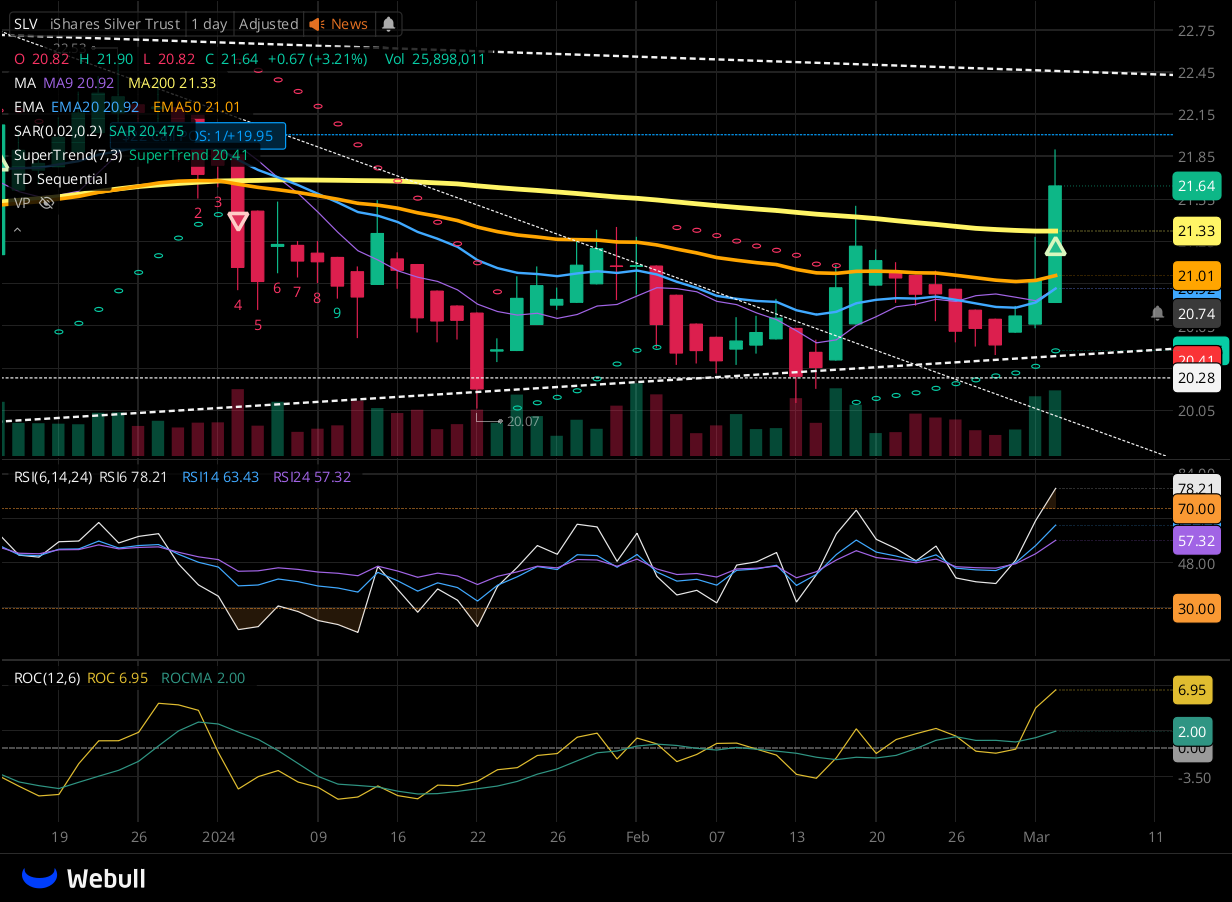 SLV iShares Silver Trust 1 day Adjusted News
O 20.82 H 21.90 L 20.82 C 21.64 +0.67 (+3.21%) Vol 25,898,011
MA MA9 20.92 MA200 21.33
EMA EMA20 20.92 EMA50 21.01
SAR(0.02,0.2) SAR 20.475 OS: 1/+19.95
SuperTrend(7,3) SuperTrend 20.41
TD Sequential
VP
2 3
4
5
6
7
8
9
20.07
22.75
22.45
22.15
21.85
21.64
21.33
21.01
20.74
20.41
20.28
20.05
RSI(6,14,24) RSI6 78.21 RSI14 63.43 RSI24 57.32
84.00
78.21
70.00
57.32
48.00
30.00
ROC(12,6) ROC 6.95 ROCMA 2.00
6.95
2.00
0.00
-3.50
19 26 2024 09 16 22 26 Feb 07 13 20 26 Mar 11
Webull